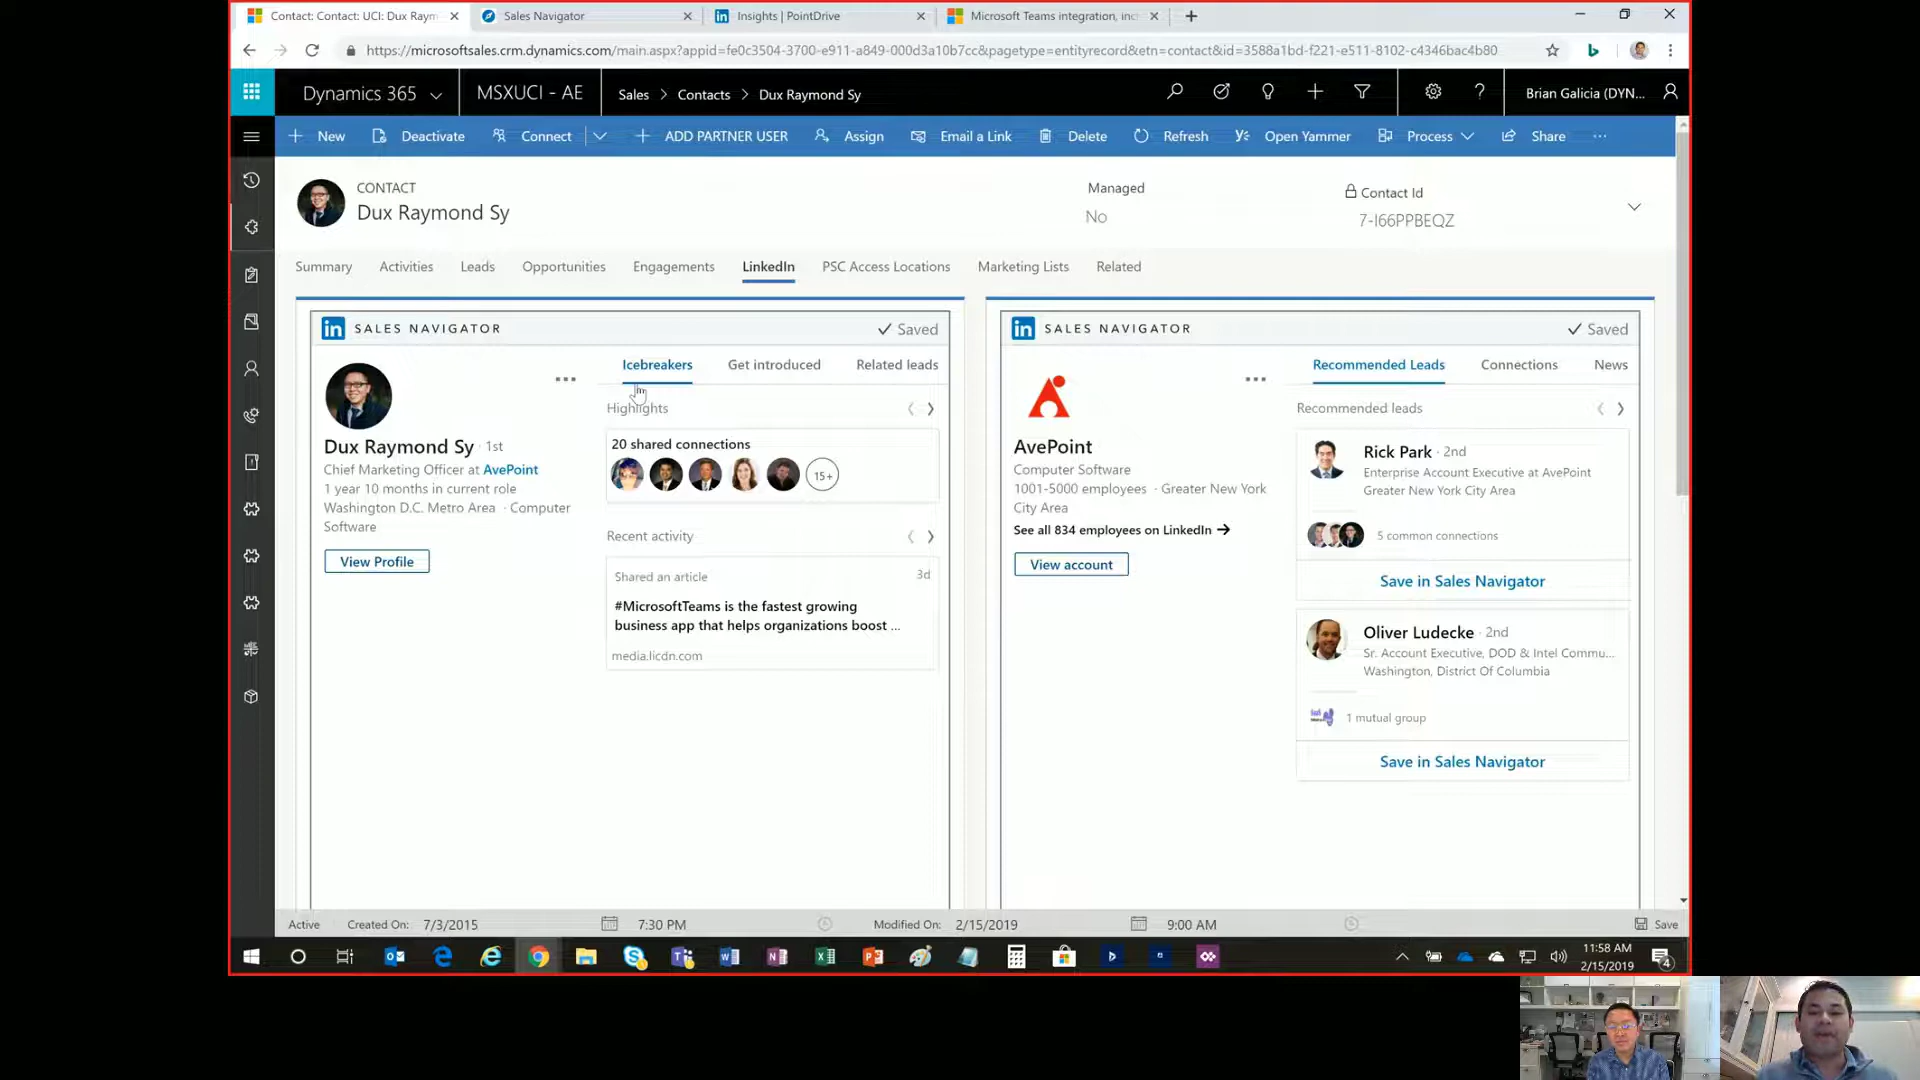 Contact: Contact: UCI: Dux Raym
Sales Navigator
Insights | PointDrive
Microsoft Teams integration, inc
https://microsoftsales.crm.dynamics.com/main.aspx?appid=fe0c3504-3700-e911-a849-000d3a10b7cc&pagetype=entityrecord&etn=contact&id=3588a1bd-f221-e511-8102-c4346bac4b80
Dynamics 365
MSXUCI - AE
Sales > Contacts > Dux Raymond Sy
Brian Galicia (DYN...
New
Deactivate
Connect
ADD PARTNER USER
Assign
Email a Link
Delete
Refresh
Open Yammer
Process
Share
CONTACT
Dux Raymond Sy
Managed
No
Contact Id
7-I66PPBEQZ
Summary
Activities
Leads
Opportunities
Engagements
LinkedIn
PSC Access Locations
Marketing Lists
Related
in SALES NAVIGATOR
Saved
Icebreakers
Get introduced
Related leads
Highlights
20 shared connections
15+
Dux Raymond Sy · 1st
Chief Marketing Officer at AvePoint
1 year 10 months in current role
Washington D.C. Metro Area · Computer
Software
View Profile
Recent activity
Shared an article
3d
#MicrosoftTeams is the fastest growing
business app that helps organizations boost ...
media.licdn.com
in SALES NAVIGATOR
Saved
Recommended Leads
Connections
News
AvePoint
Computer Software
1001-5000 employees · Greater New York
City Area
See all 834 employees on LinkedIn →
View account
Recommended leads
Rick Park · 2nd
Enterprise Account Executive at AvePoint
Greater New York City Area
5 common connections
Save in Sales Navigator
Oliver Ludecke · 2nd
Sr. Account Executive, DOD & Intel Commu...
Washington, District Of Columbia
1 mutual group
Save in Sales Navigator
Active
Created On: 7/3/2015
7:30 PM
Modified On: 2/15/2019
9:00 AM
Save
11:58 AM
2/15/2019
4